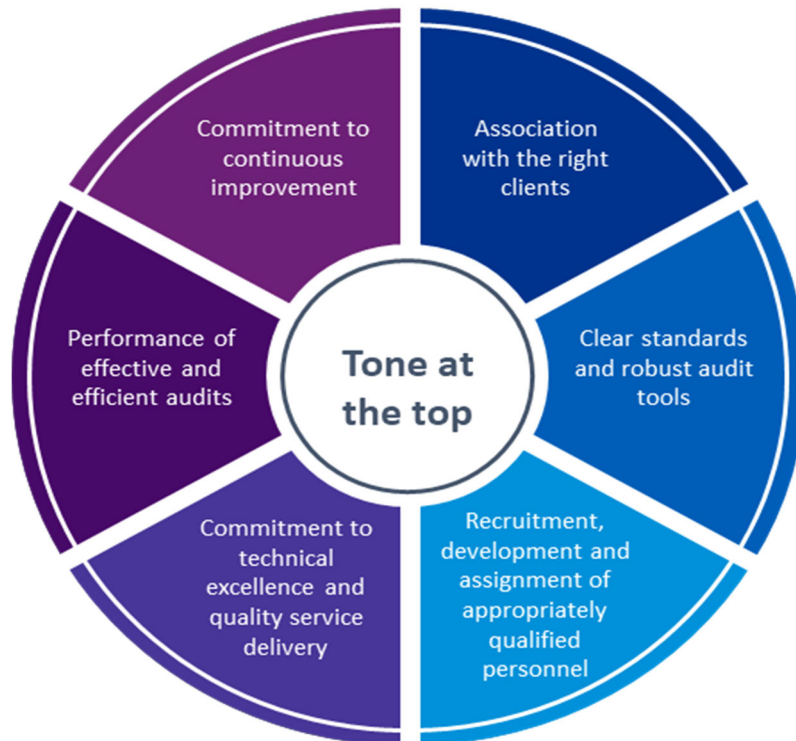 Commitment to
continuous
improvement
Association
with the right
clients
Performance of
effective and
efficient audits
Tone at
the top
Clear standards
and robust audit
tools
Commitment to
technical
excellence and
quality service
delivery
Recruitment,
development and
assignment of
appropriately
qualified
personnel